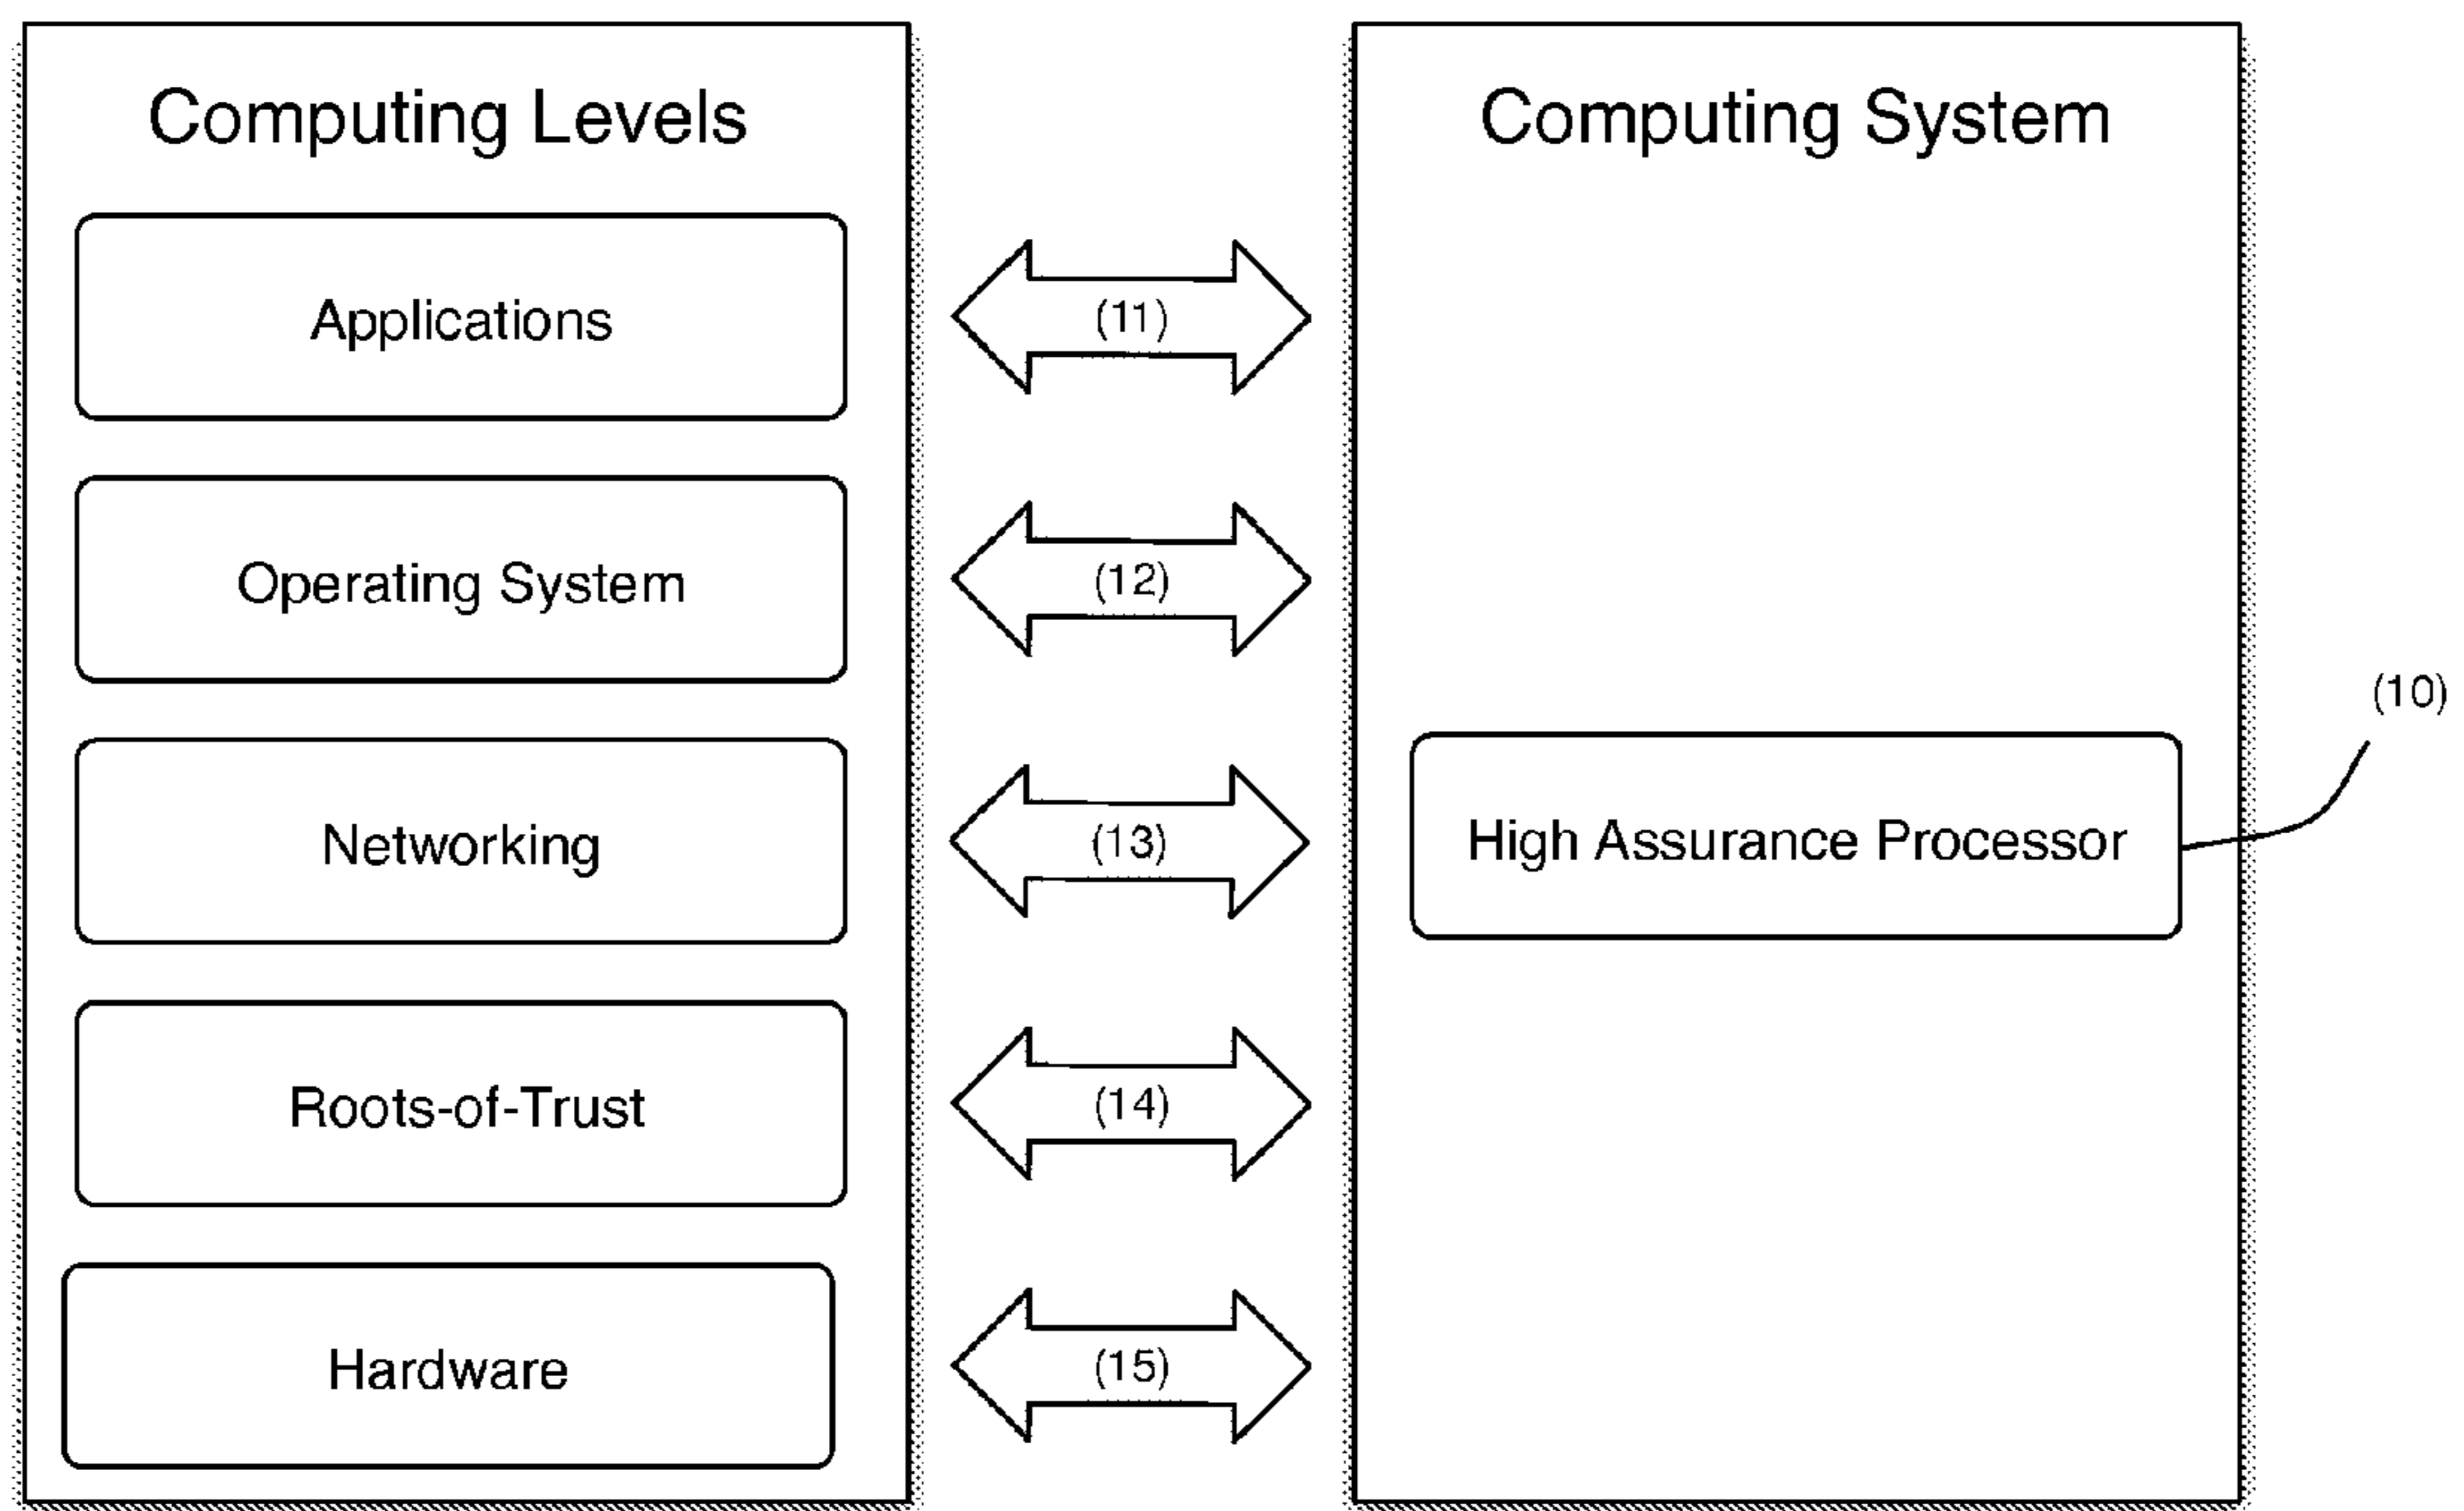 Computing Levels
Computing System
Applications
(11)
Operating System
(12)
(10)
Networking
(13)
High Assurance Processor
Roots-of-Trust
(14)
Hardware
(15)